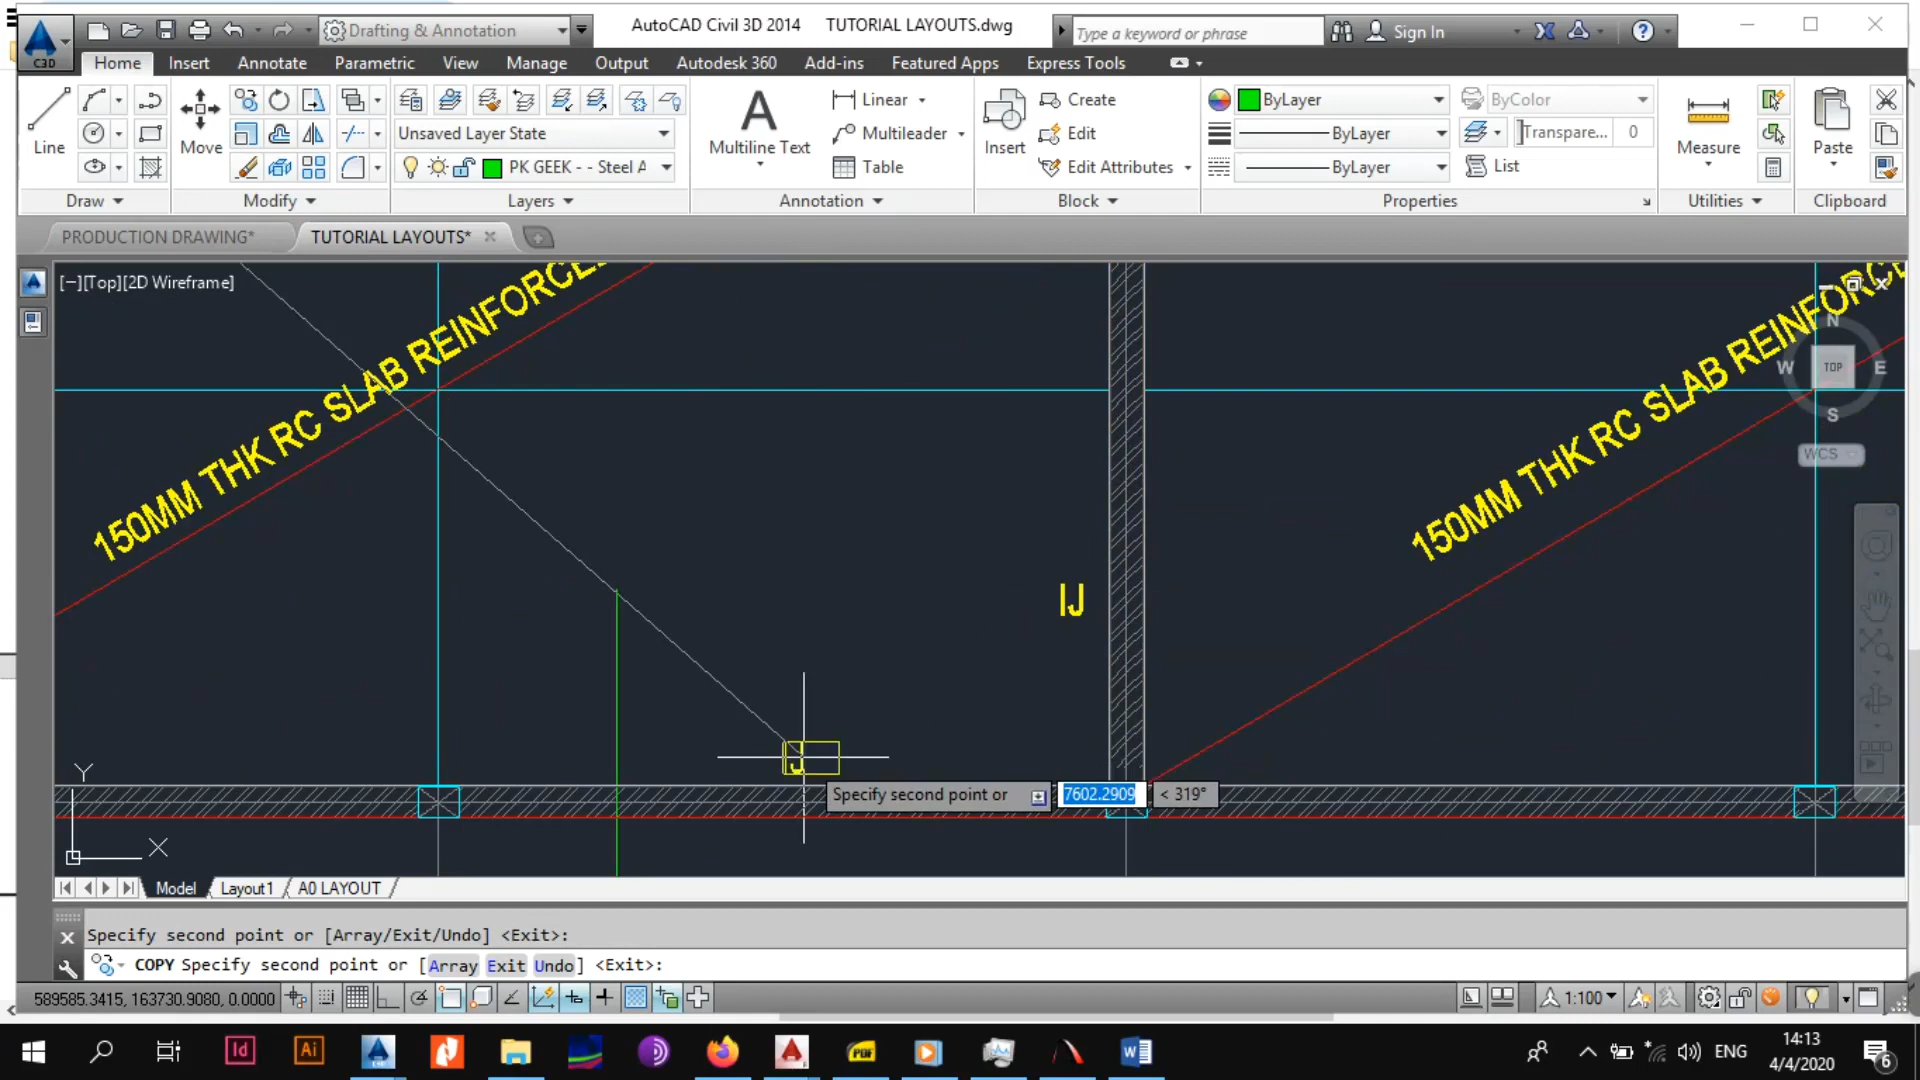 AutoCAD Civil 3D 2014 TUTORIAL LAYOUTS.dwg
Drafting & Annotation
Type a keyword or phrase
Sign In
C3D
Home Insert Annotate Parametric View Manage Output Autodesk 360 Add-ins Featured Apps Express Tools
Line
Move
Unsaved Layer State
PK GEEK - - Steel A
Multiline Text
Linear
Multileader
Table
Insert
Create
Edit
Edit Attributes
ByLayer
ByLayer
ByLayer
ByColor
Transpare... 0
List
Measure
Paste
Draw Modify Layers Annotation Block Properties Utilities Clipboard
PRODUCTION DRAWING* TUTORIAL LAYOUTS*
[−][Top][2D Wireframe]
150MM THK RC SLAB
150MM THK RC SLAB
N
W TOP E
S
WCS
IJ
Specify second point or 7602.2909 < 319°
Y
X
Model Layout1 A0 LAYOUT
Specify second point or [Array/Exit/Undo] <Exit>:
COPY Specify second point or [Array Exit Undo] <Exit>:
589585.3415, 163730.9080, 0.0000
1:100
Id Ai PDF
ENG
14:13
4/4/2020
6